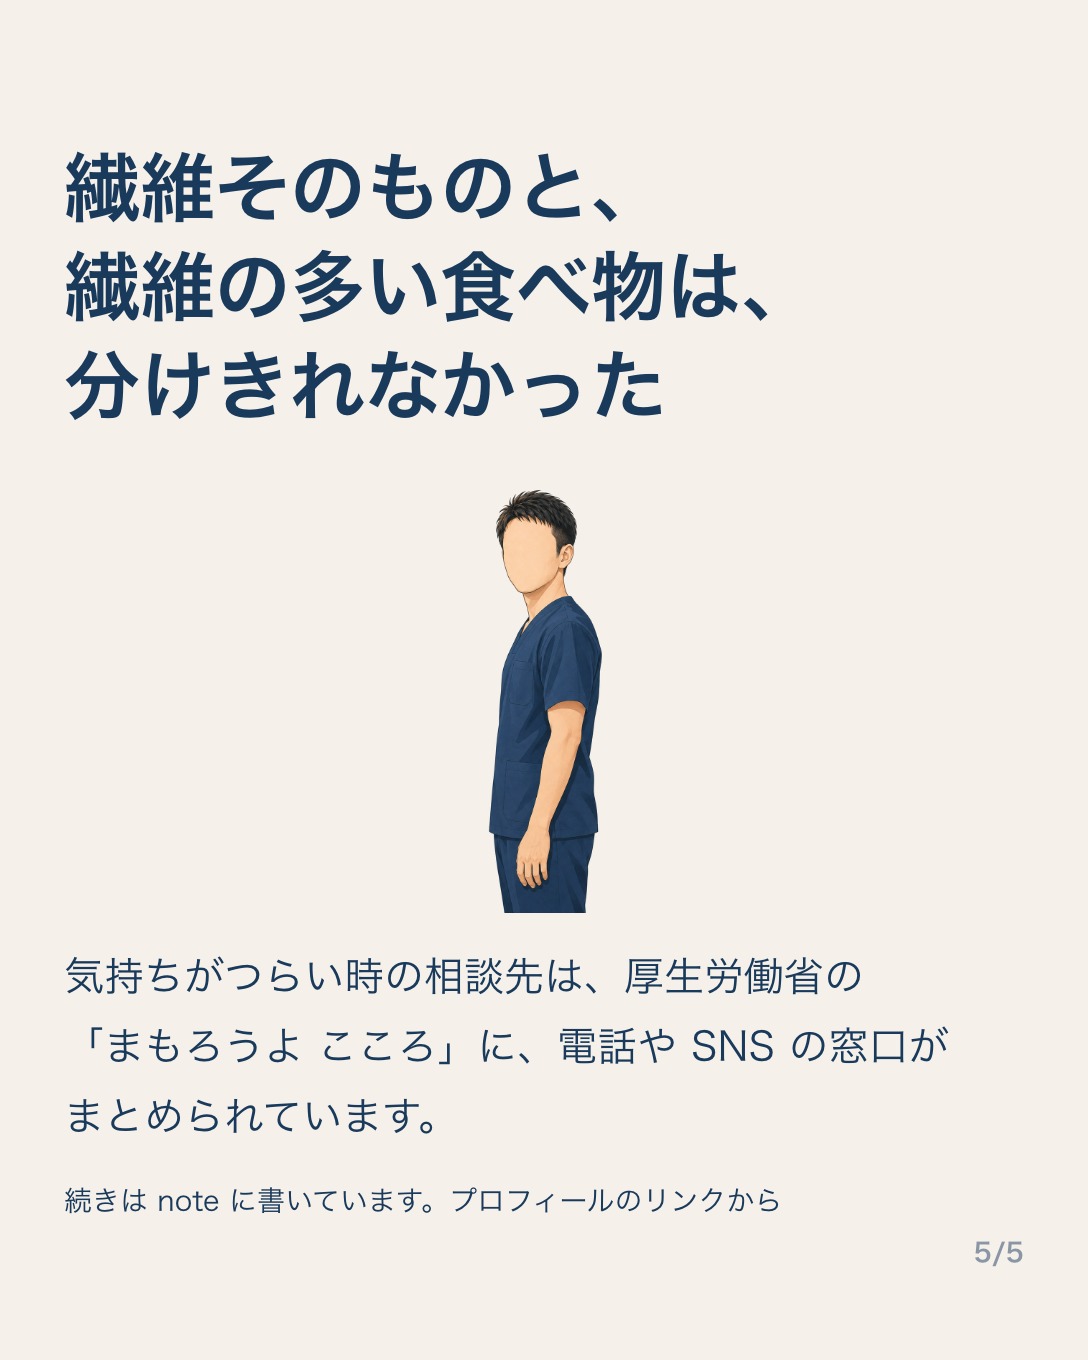 繊維そのものと、
繊維の多い食べ物は、
分けきれなかった
気持ちがつらい時の相談先は、厚生労働省の
「まもろうよ こころ」に、電話や SNS の窓口が
まとめられています。
続きは note に書いています。プロフィールのリンクから
5/5